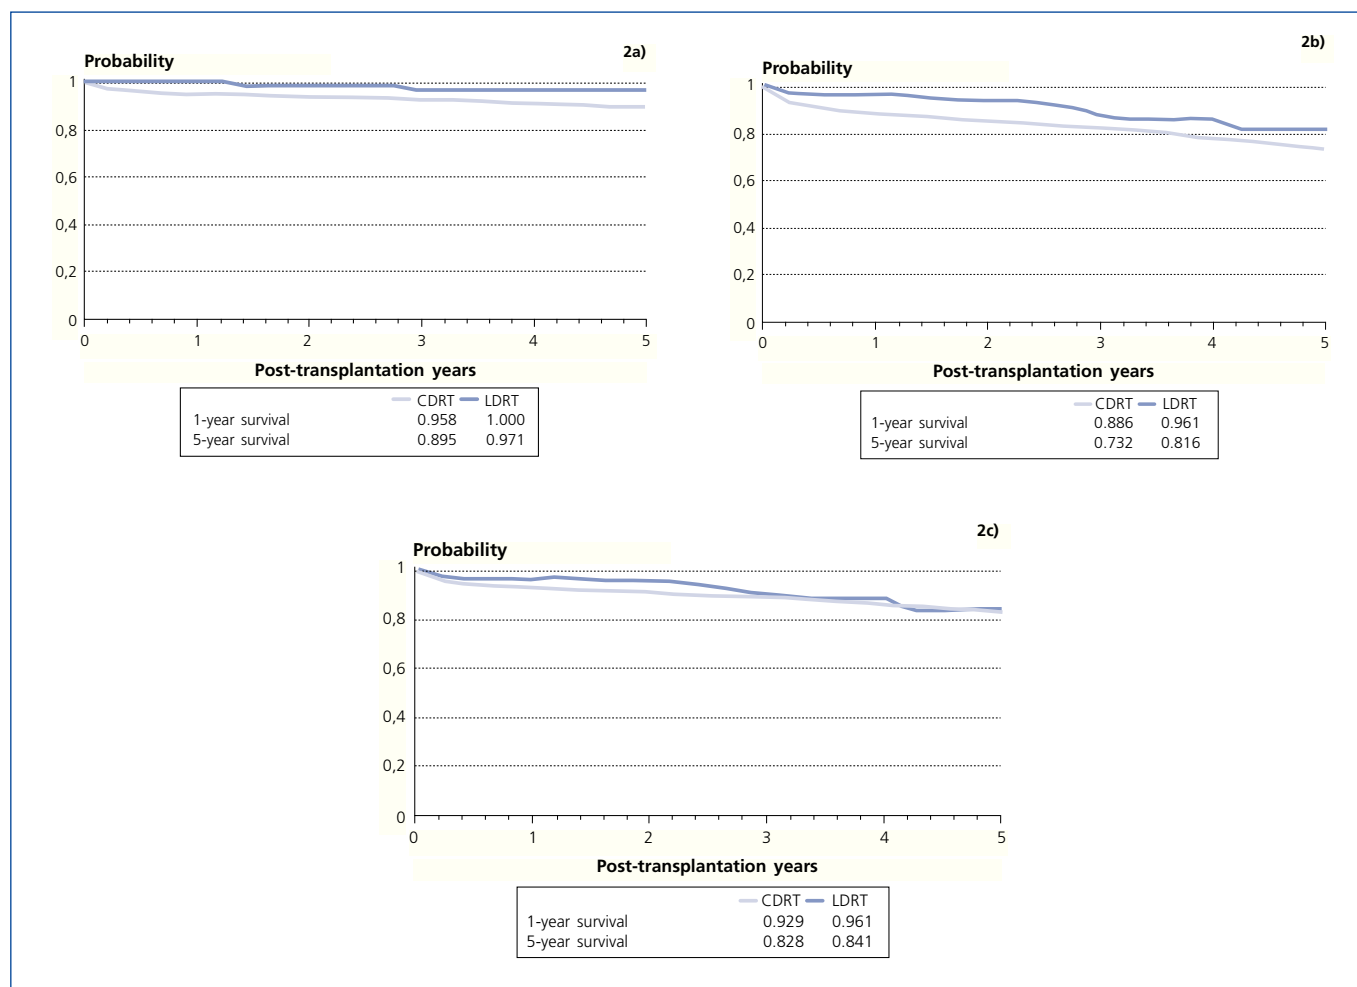 2a)
Probability
1
0,8
0,6
0,4
0,2
0
0 1 2 3 4 5
Post-transplantation years
CDRT LDRT
1-year survival 0.958 1.000
5-year survival 0.895 0.971
2b)
Probability
1
0,8
0,6
0,4
0,2
0
0 1 2 3 4 5
Post-transplantation years
CDRT LDRT
1-year survival 0.886 0.961
5-year survival 0.732 0.816
2c)
Probability
1
0,8
0,6
0,4
0,2
0
0 1 2 3 4 5
Post-transplantation years
CDRT LDRT
1-year survival 0.929 0.961
5-year survival 0.828 0.841